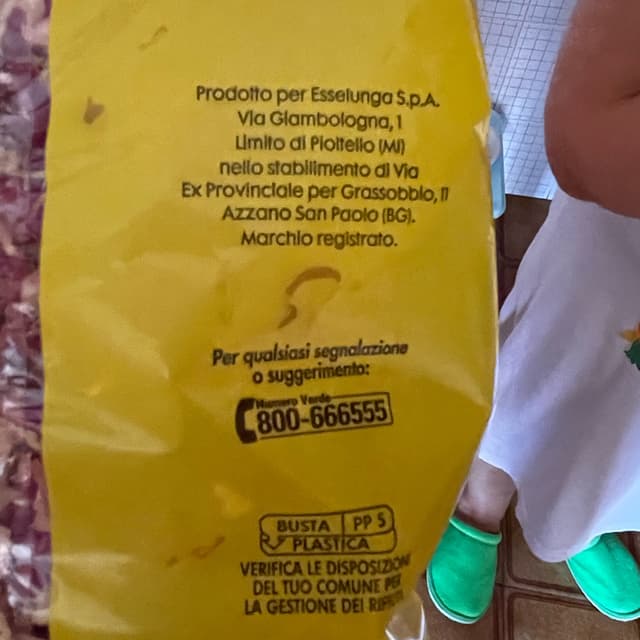 Prodotto per Esselunga S.p.A.
Via Giambologna, 1
Limito di Pioltello (MI)
nello stabilimento di Via
Ex Provinciale per Grassobbio, 11
Azzano San Paolo (BG).
Marchio registrato.
Per qualsiasi segnalazione
o suggerimento:
Numero Verde
800-666555
BUSTA PP 5
PLASTICA
VERIFICA LE DISPOSIZIONI
DEL TUO COMUNE PER
LA GESTIONE DEI RIFIUTI